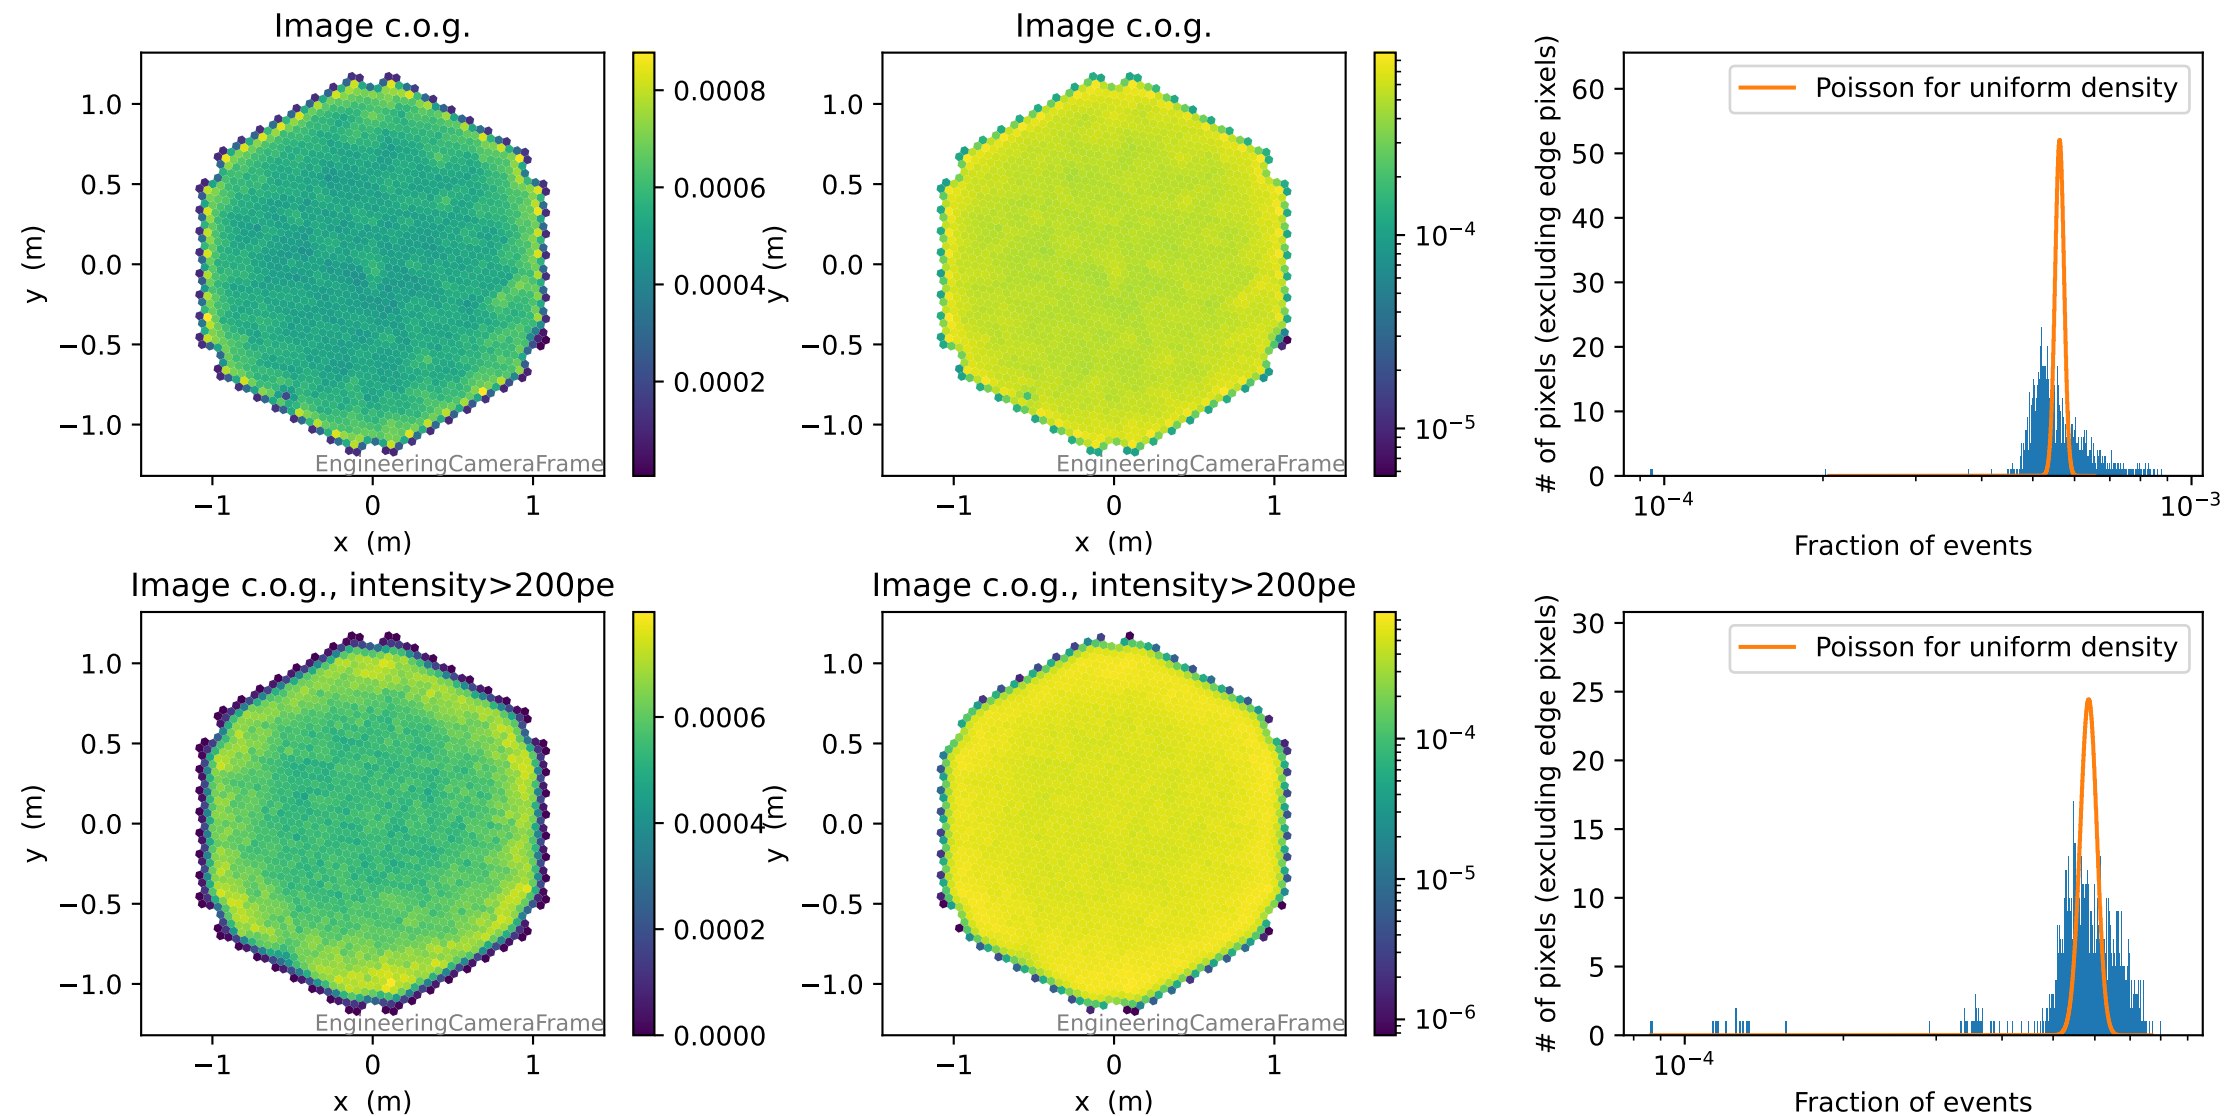 Image c.o.g.
1.0
0.5
0.0
−0.5
−1.0
y (m)
−1 0 1
x (m)
EngineeringCameraFrame
0.0008
0.0006
0.0004
0.0002
Image c.o.g.
1.0
0.5
0.0
−0.5
−1.0
y (m)
−1 0 1
x (m)
EngineeringCameraFrame
10⁻⁴
10⁻⁵
Poisson for uniform density
60
50
40
30
20
10
0
# of pixels (excluding edge pixels)
10⁻⁴ 10⁻³
Fraction of events
Image c.o.g., intensity>200pe
1.0
0.5
0.0
−0.5
−1.0
y (m)
−1 0 1
x (m)
EngineeringCameraFrame
0.0006
0.0004
0.0002
0.0000
Image c.o.g., intensity>200pe
1.0
0.5
0.0
−0.5
−1.0
y (m)
−1 0 1
x (m)
EngineeringCameraFrame
10⁻⁴
10⁻⁵
10⁻⁶
Poisson for uniform density
30
25
20
15
10
5
0
# of pixels (excluding edge pixels)
10⁻⁴
Fraction of events